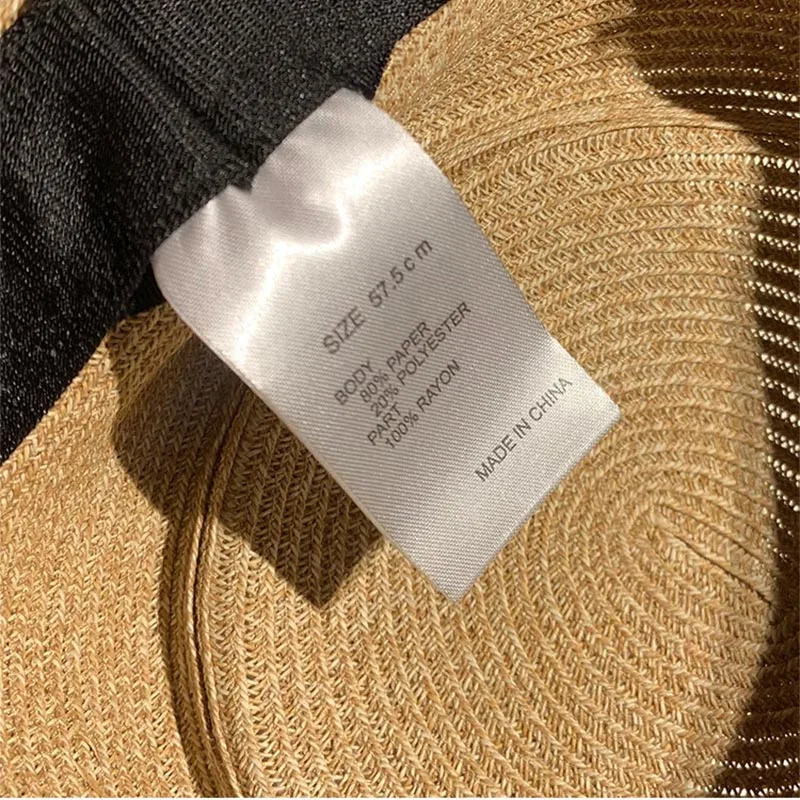 SIZE 57.5cm
BODY
80% PAPER
20% POLYESTER
PART
100% RAYON
MADE IN CHINA